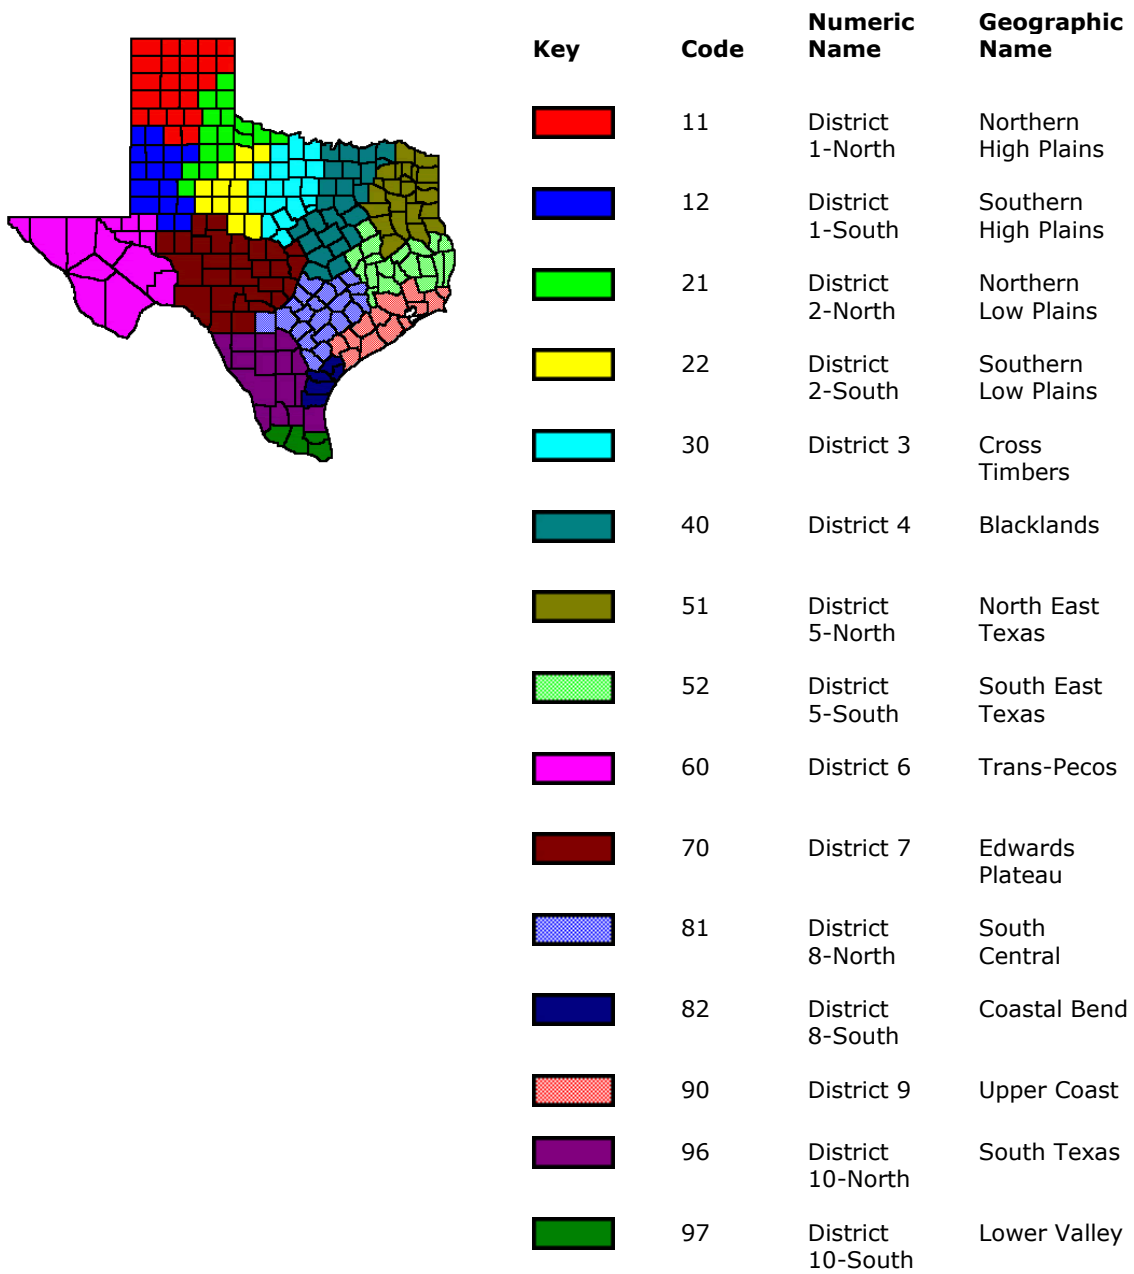 Key Code Numeric Name Geographic Name
11 District 1-North Northern High Plains
12 District 1-South Southern High Plains
21 District 2-North Northern Low Plains
22 District 2-South Southern Low Plains
30 District 3 Cross Timbers
40 District 4 Blacklands
51 District 5-North North East Texas
52 District 5-South South East Texas
60 District 6 Trans-Pecos
70 District 7 Edwards Plateau
81 District 8-North South Central
82 District 8-South Coastal Bend
90 District 9 Upper Coast
96 District 10-North South Texas
97 District 10-South Lower Valley